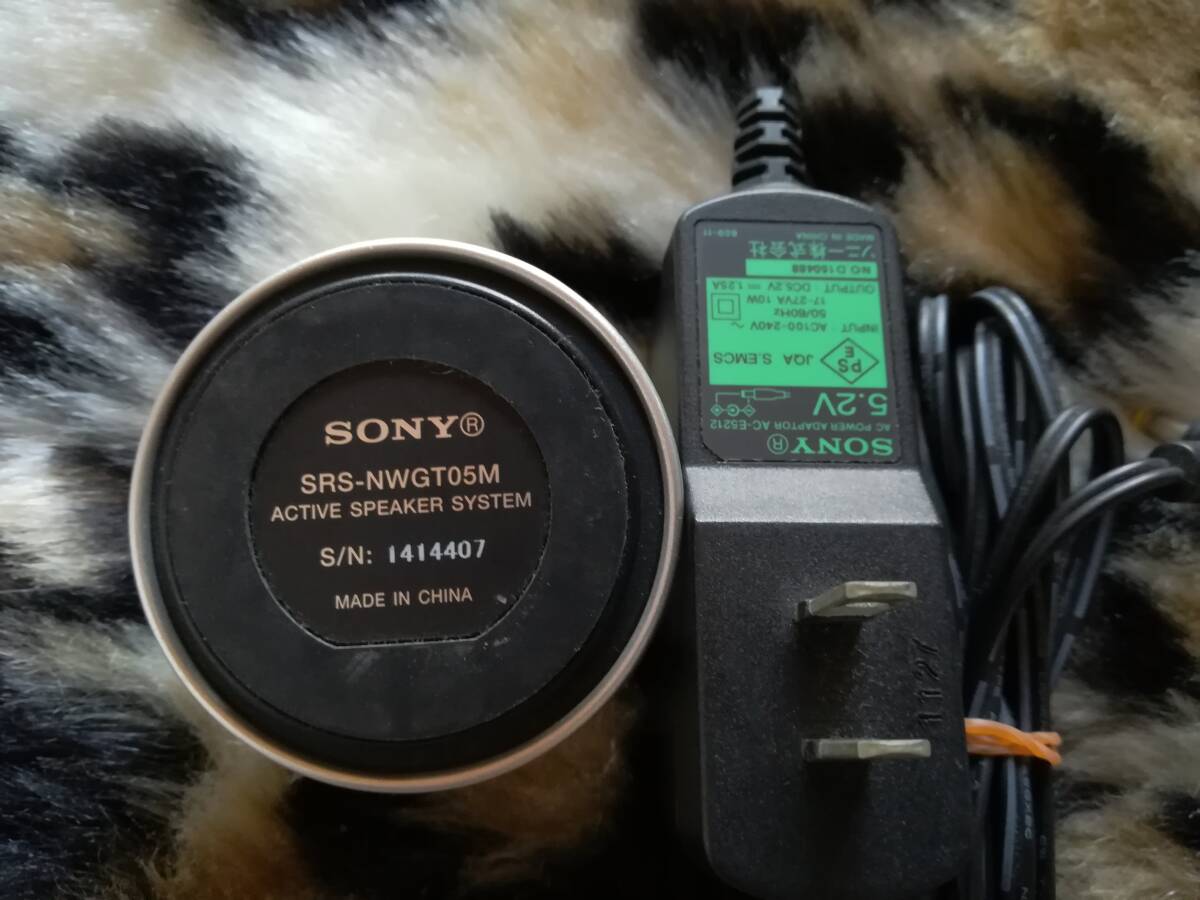 SONY®
SRS-NWGT05M
ACTIVE SPEAKER SYSTEM
S/N: 1414407
MADE IN CHINA
SONY®
AC POWER ADAPTOR AC-E5212
5.2V
PS
E
JQA S.EMCS
INPUT : AC100-240V ~
50/60Hz
17-27VA 10W
OUTPUT : DC5.2V ⎓ 1.25A
NO.D150488
ソニー株式会社
MADE IN CHINA
1127